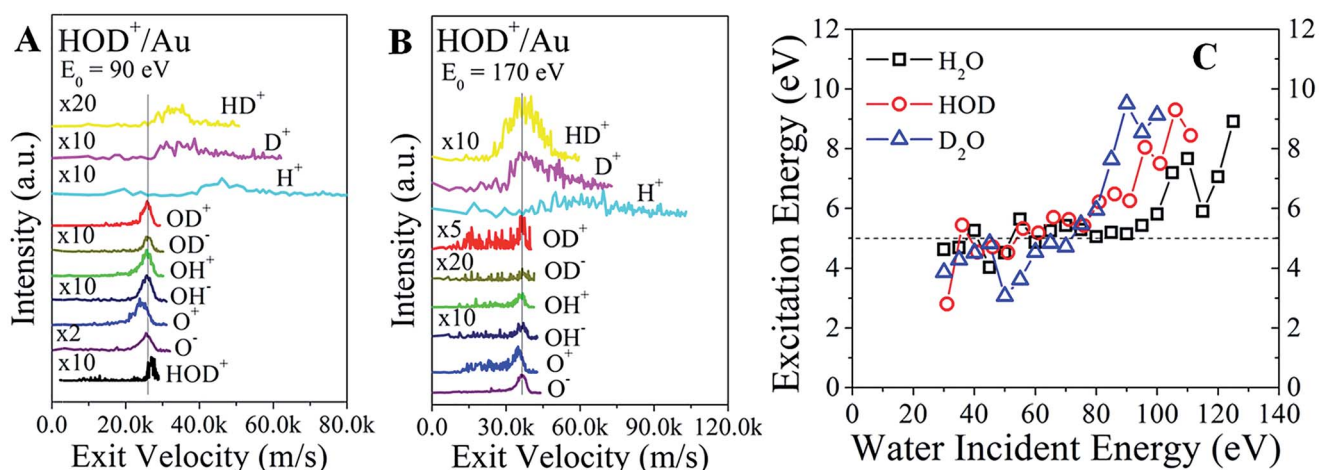 A
HOD⁺/Au
E₀ = 90 eV
x20
HD⁺
x10
D⁺
x10
H⁺
OD⁺
x10
OD⁻
OH⁺
x10
OH⁻
O⁺
x2
O⁻
x10
HOD⁺
0.0 20.0k 40.0k 60.0k 80.0k
Exit Velocity (m/s)
Intensity (a.u.)
B
HOD⁺/Au
E₀ = 170 eV
x10
HD⁺
D⁺
H⁺
x5
OD⁺
x20
OD⁻
OH⁺
x10
OH⁻
O⁺
O⁻
0.0 30.0k 60.0k 90.0k 120.0k
Exit Velocity (m/s)
Intensity (a.u.)
C
H₂O
HOD
D₂O
12 12
10 10
8 8
6 6
4 4
2 2
0 0
0 20 40 60 80 100 120 140
Water Incident Energy (eV)
Excitation Energy (eV)